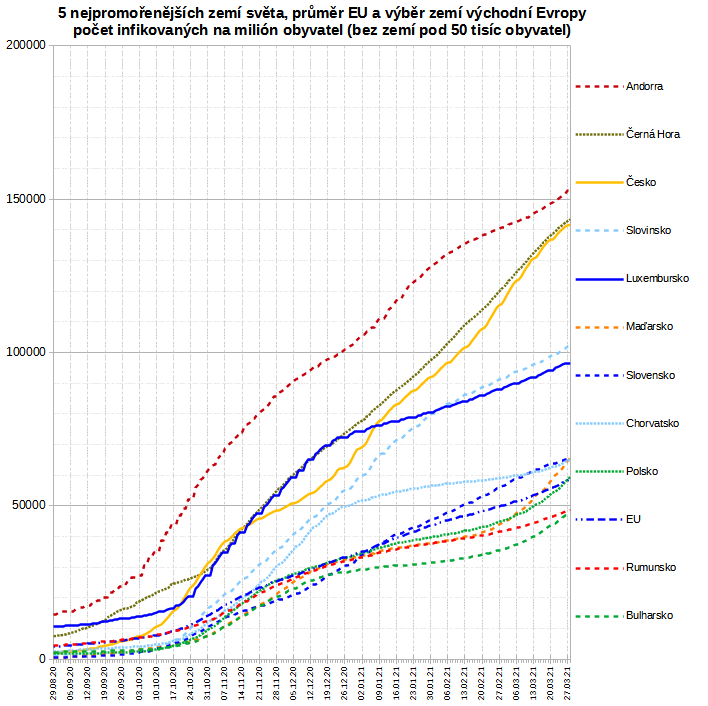 5 nejpromořenějších zemí světa, průměr EU a výběr zemí východní Evropy
počet infikovaných na milión obyvatel (bez zemí pod 50 tisíc obyvatel)
200000
150000
100000
50000
0
Andorra
Černá Hora
Česko
Slovinsko
Luxembursko
Maďarsko
Slovensko
Chorvatsko
Polsko
EU
Rumunsko
Bulharsko
29.08.20
05.09.20
12.09.20
19.09.20
26.09.20
03.10.20
10.10.20
17.10.20
24.10.20
31.10.20
07.11.20
14.11.20
21.11.20
28.11.20
05.12.20
12.12.20
19.12.20
26.12.20
02.01.21
09.01.21
16.01.21
23.01.21
30.01.21
06.02.21
13.02.21
20.02.21
27.02.21
06.03.21
13.03.21
20.03.21
27.03.21